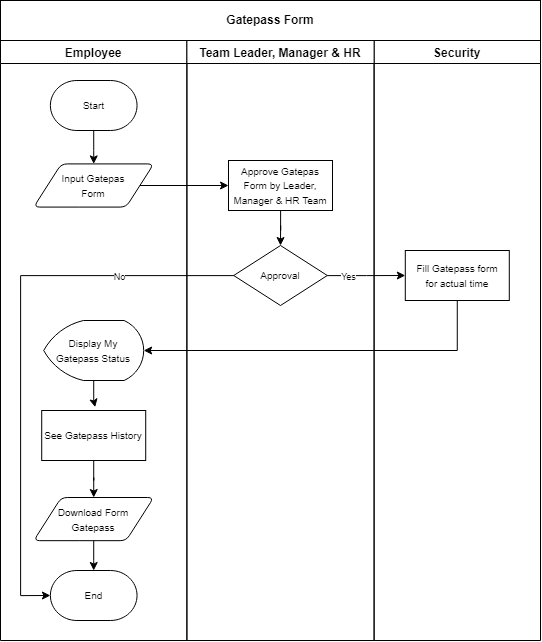 Gatepass Form
Employee
Team Leader, Manager & HR
Security
Start
Input Gatepas
Form
Approve Gatepas
Form by Leader,
Manager & HR Team
No
Approval
Yes
Fill Gatepass form
for actual time
Display My
Gatepass Status
See Gatepass History
Download Form
Gatepass
End